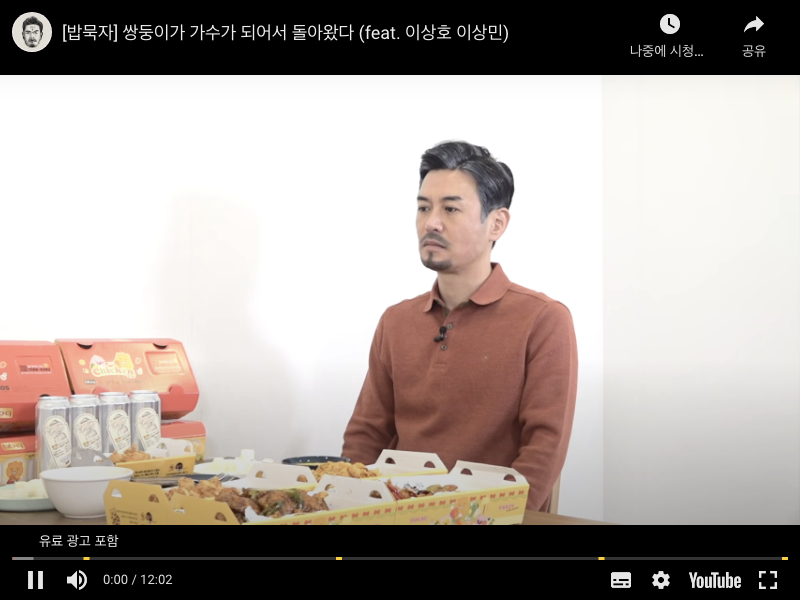 [밥묵자] 쌍둥이가 가수가 되어서 돌아왔다 (feat. 이상호 이상민)
나중에 시청...
공유
유료 광고 포함
0:00 / 12:02
YouTube